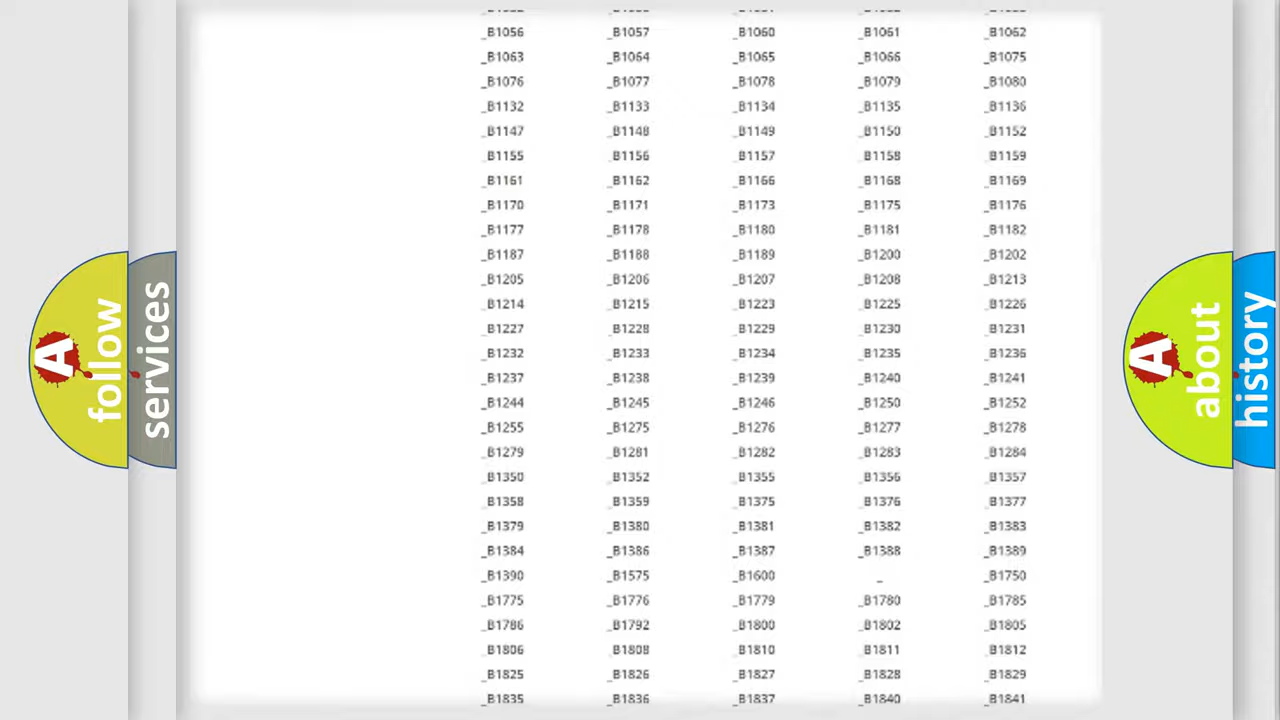 _B1056 _B1057 _B1060 _B1061 _B1062
_B1063 _B1064 _B1065 _B1066 _B1075
_B1076 _B1077 _B1078 _B1079 _B1080
_B1132 _B1133 _B1134 _B1135 _B1136
_B1147 _B1148 _B1149 _B1150 _B1152
_B1155 _B1156 _B1157 _B1158 _B1159
_B1161 _B1162 _B1166 _B1168 _B1169
_B1170 _B1171 _B1173 _B1175 _B1176
_B1177 _B1178 _B1180 _B1181 _B1182
_B1187 _B1188 _B1189 _B1200 _B1202
_B1205 _B1206 _B1207 _B1208 _B1213
_B1214 _B1215 _B1223 _B1225 _B1226
_B1227 _B1228 _B1229 _B1230 _B1231
_B1232 _B1233 _B1234 _B1235 _B1236
_B1237 _B1238 _B1239 _B1240 _B1241
_B1244 _B1245 _B1246 _B1250 _B1252
_B1255 _B1275 _B1276 _B1277 _B1278
_B1279 _B1281 _B1282 _B1283 _B1284
_B1350 _B1352 _B1355 _B1356 _B1357
_B1358 _B1359 _B1375 _B1376 _B1377
_B1379 _B1380 _B1381 _B1382 _B1383
_B1384 _B1386 _B1387 _B1388 _B1389
_B1390 _B1575 _B1600 _ _B1750
_B1775 _B1776 _B1779 _B1780 _B1785
_B1786 _B1792 _B1800 _B1802 _B1805
_B1806 _B1808 _B1810 _B1811 _B1812
_B1825 _B1826 _B1827 _B1828 _B1829
_B1835 _B1836 _B1837 _B1840 _B1841
A
follow
services
A
about
history